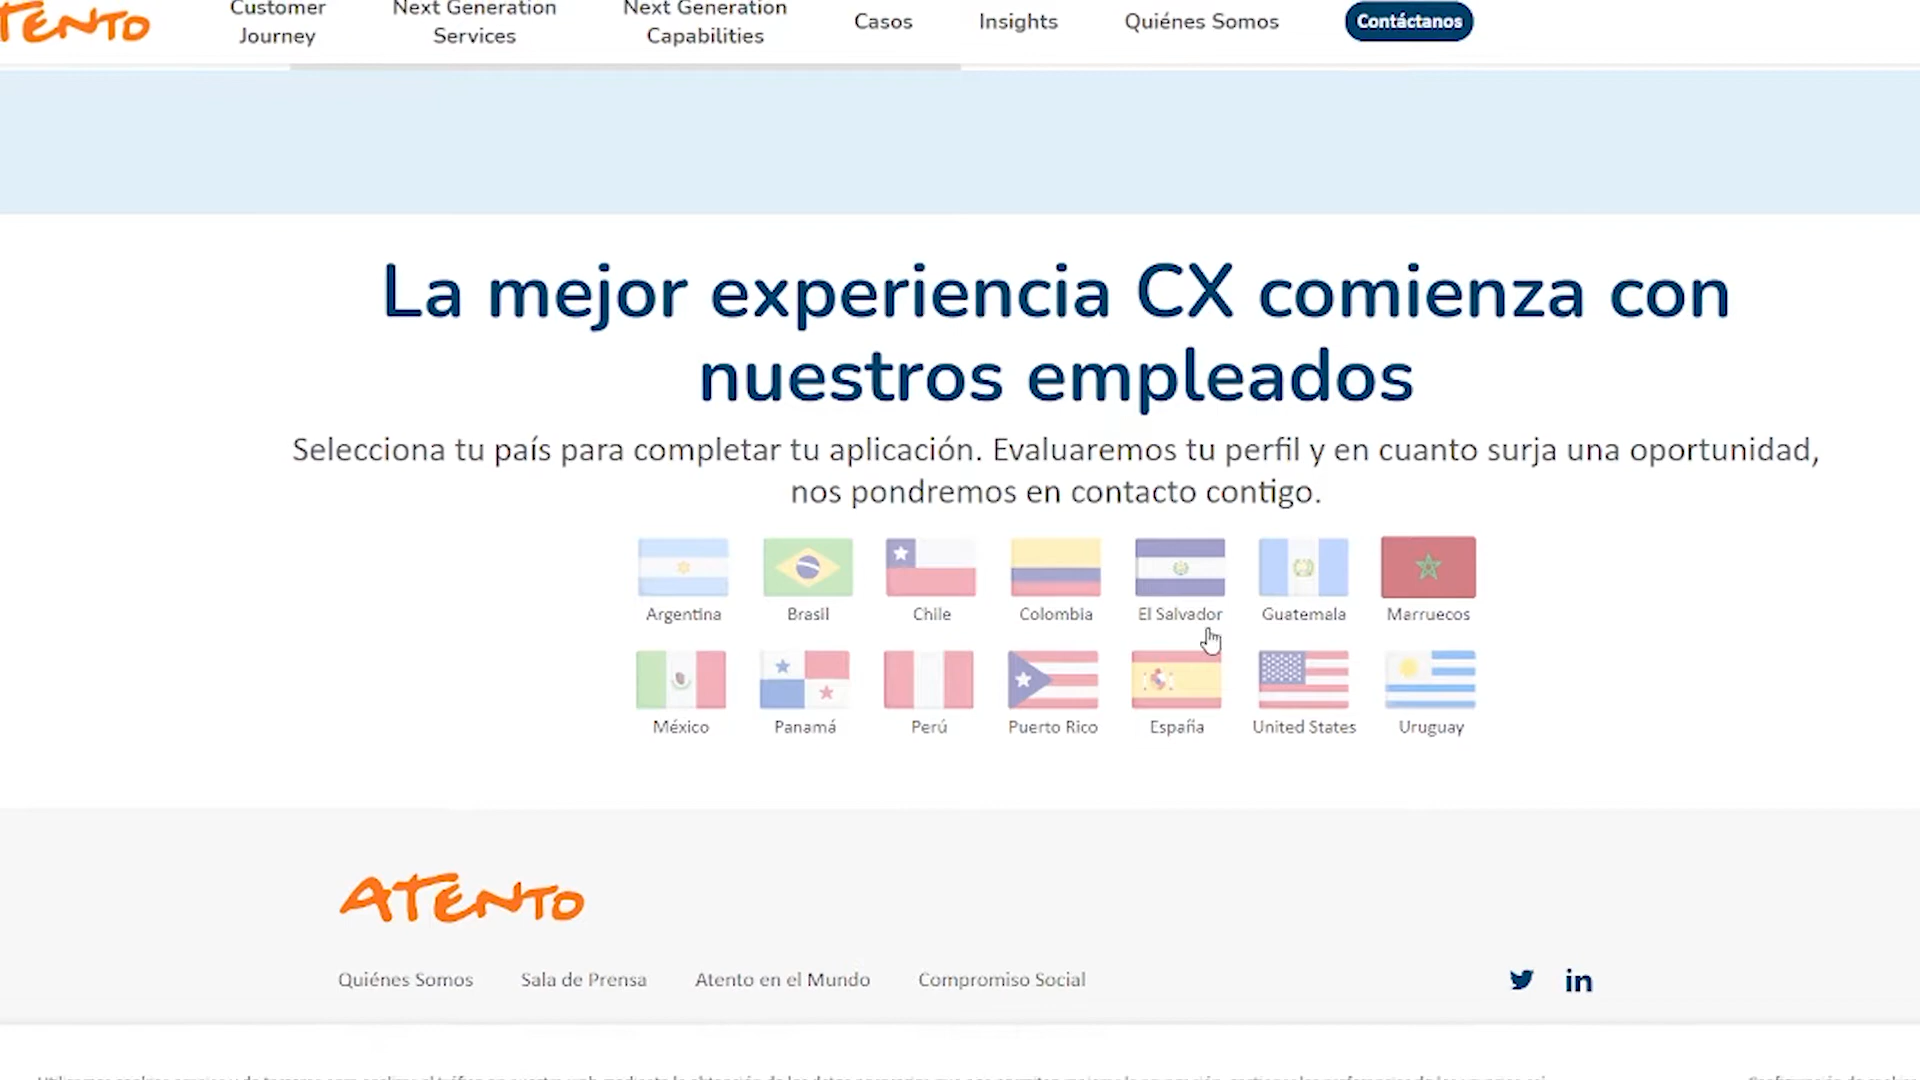 ATENTO
Customer
Journey
Next Generation
Services
Next Generation
Capabilities
Casos
Insights
Quiénes Somos
Contáctanos
La mejor experiencia CX comienza con
nuestros empleados
Selecciona tu país para completar tu aplicación. Evaluaremos tu perfil y en cuanto surja una oportunidad,
nos pondremos en contacto contigo.
Argentina
Brasil
Chile
Colombia
El Salvador
Guatemala
Marruecos
México
Panamá
Perú
Puerto Rico
España
United States
Uruguay
ATENTO
Quiénes Somos
Sala de Prensa
Atento en el Mundo
Compromiso Social
in